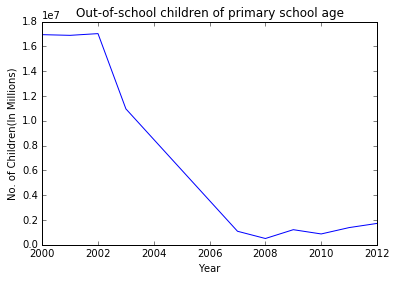 Out-of-school children of primary school age
1e7
1.8
1.6
1.4
1.2
1.0
0.8
0.6
0.4
0.2
0.0
No. of Children(In Millions)
2000 2002 2004 2006 2008 2010 2012
Year